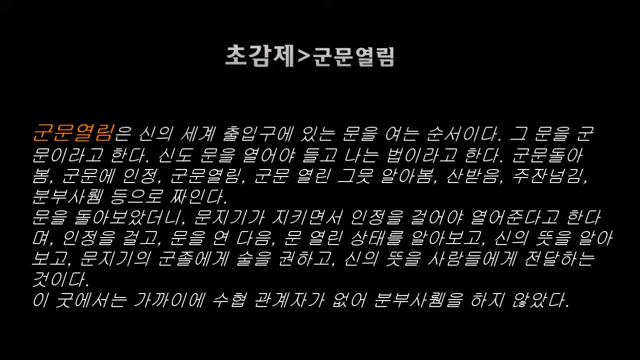 초감제>군문열림
군문열림은 신의 세계 출입구에 있는 문을 여는 순서이다. 그 문을 군
문이라고 한다. 신도 문을 열어야 들고 나는 법이라고 한다. 군문돌아
봄, 군문에 인정, 군문열림, 군문 열린 그믓 알아봄, 산받음, 주잔넘김,
분부사룀 등으로 짜인다.
문을 돌아보았더니, 문지기가 지키면서 인정을 걸어야 열어준다고 한다
며, 인정을 걸고, 문을 연 다음, 문 열린 상태를 알아보고, 신의 뜻을 알아
보고, 문지기의 군졸에게 술을 권하고, 신의 뜻을 사람들에게 전달하는
것이다.
이 굿에서는 가까이에 수협 관계자가 없어 분부사룀을 하지 않았다.